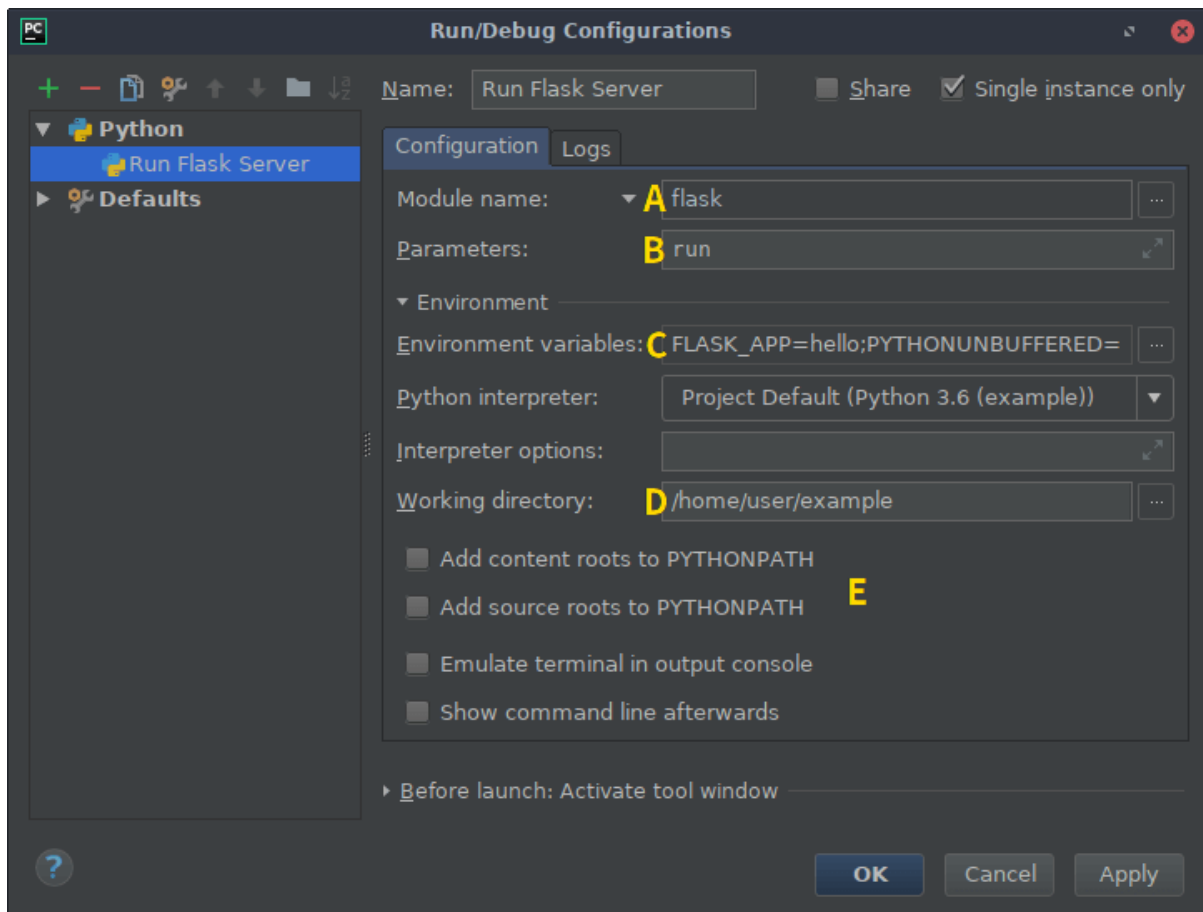 PC
Run/Debug Configurations
Name: Run Flask Server Share Single instance only
Python
Run Flask Server
Defaults
Configuration Logs
Module name: A flask ...
Parameters: B run
Environment
Environment variables: C FLASK_APP=hello;PYTHONUNBUFFERED= ...
Python interpreter: Project Default (Python 3.6 (example))
Interpreter options:
Working directory: D /home/user/example ...
Add content roots to PYTHONPATH
E
Add source roots to PYTHONPATH
Emulate terminal in output console
Show command line afterwards
Before launch: Activate tool window
? OK Cancel Apply